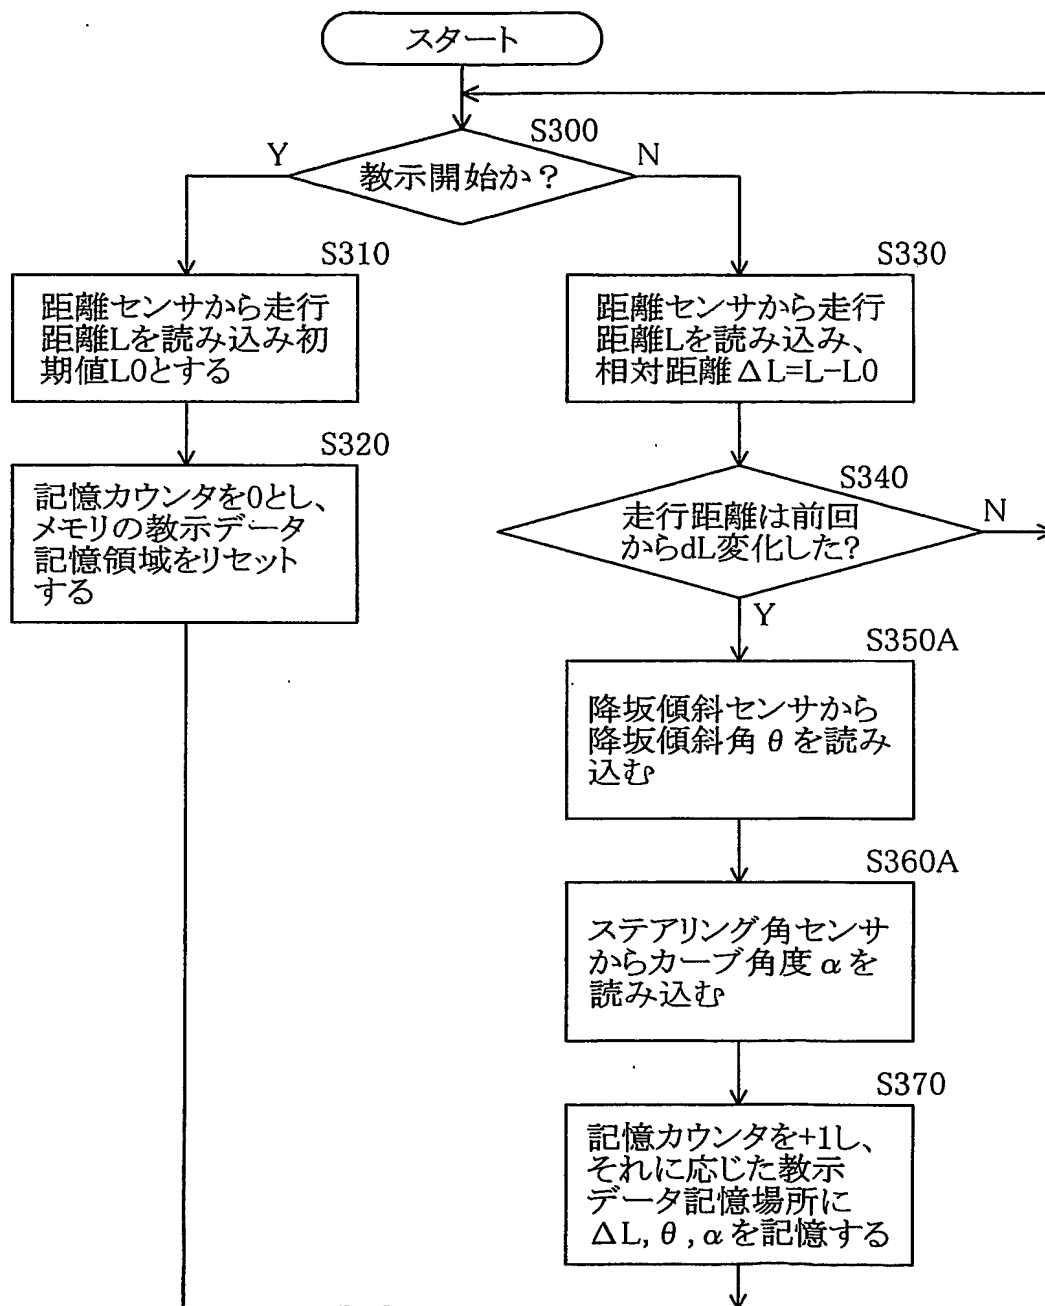 スタート
S300
Y
教示開始か？
N
S310
距離センサから走行
距離Lを読み込み初
期値L0とする
S320
記憶カウンタを0とし、
メモリの教示データ
記憶領域をリセット
する
S330
距離センサから走行
距離Lを読み込み、
相対距離ΔL=L-L0
S340
走行距離は前回
からdL変化した?
N
Y
S350A
降坂傾斜センサから
降坂傾斜角θを読み
込む
S360A
ステアリング角センサ
からカーブ角度αを
読み込む
S370
記憶カウンタを+1し、
それに応じた教示
データ記憶場所に
ΔL,θ,αを記憶する